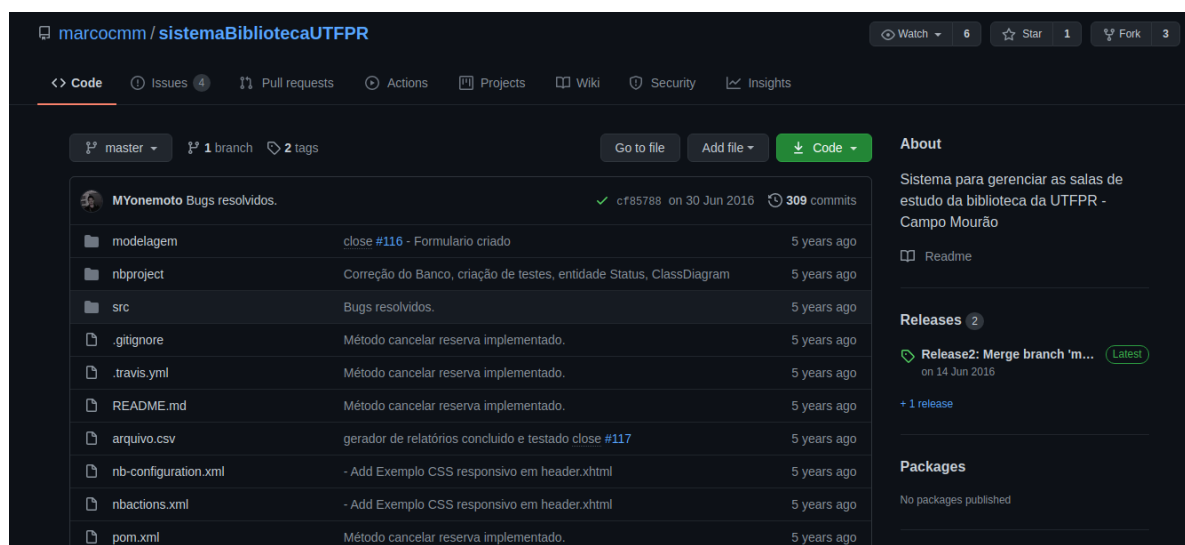 marcocmm / sistemaBibliotecaUTFPR
Watch 6 Star 1 Fork 3
Code Issues 4 Pull requests Actions Projects Wiki Security Insights
master 1 branch 2 tags Go to file Add file Code
MYonemoto Bugs resolvidos. cf85788 on 30 Jun 2016 309 commits
modelagem close #116 - Formulario criado 5 years ago
nbproject Correção do Banco, criação de testes, entidade Status, ClassDiagram 5 years ago
src Bugs resolvidos. 5 years ago
.gitignore Método cancelar reserva implementado. 5 years ago
.travis.yml Método cancelar reserva implementado. 5 years ago
README.md Método cancelar reserva implementado. 5 years ago
arquivo.csv gerador de relatórios concluido e testado close #117 5 years ago
nb-configuration.xml - Add Exemplo CSS responsivo em header.xhtml 5 years ago
nbactions.xml - Add Exemplo CSS responsivo em header.xhtml 5 years ago
pom.xml Método cancelar reserva implementado. 5 years ago
About
Sistema para gerenciar as salas de
estudo da biblioteca da UTFPR -
Campo Mourão
Readme
Releases 2
Release2: Merge branch 'm... Latest
on 14 Jun 2016
+ 1 release
Packages
No packages published